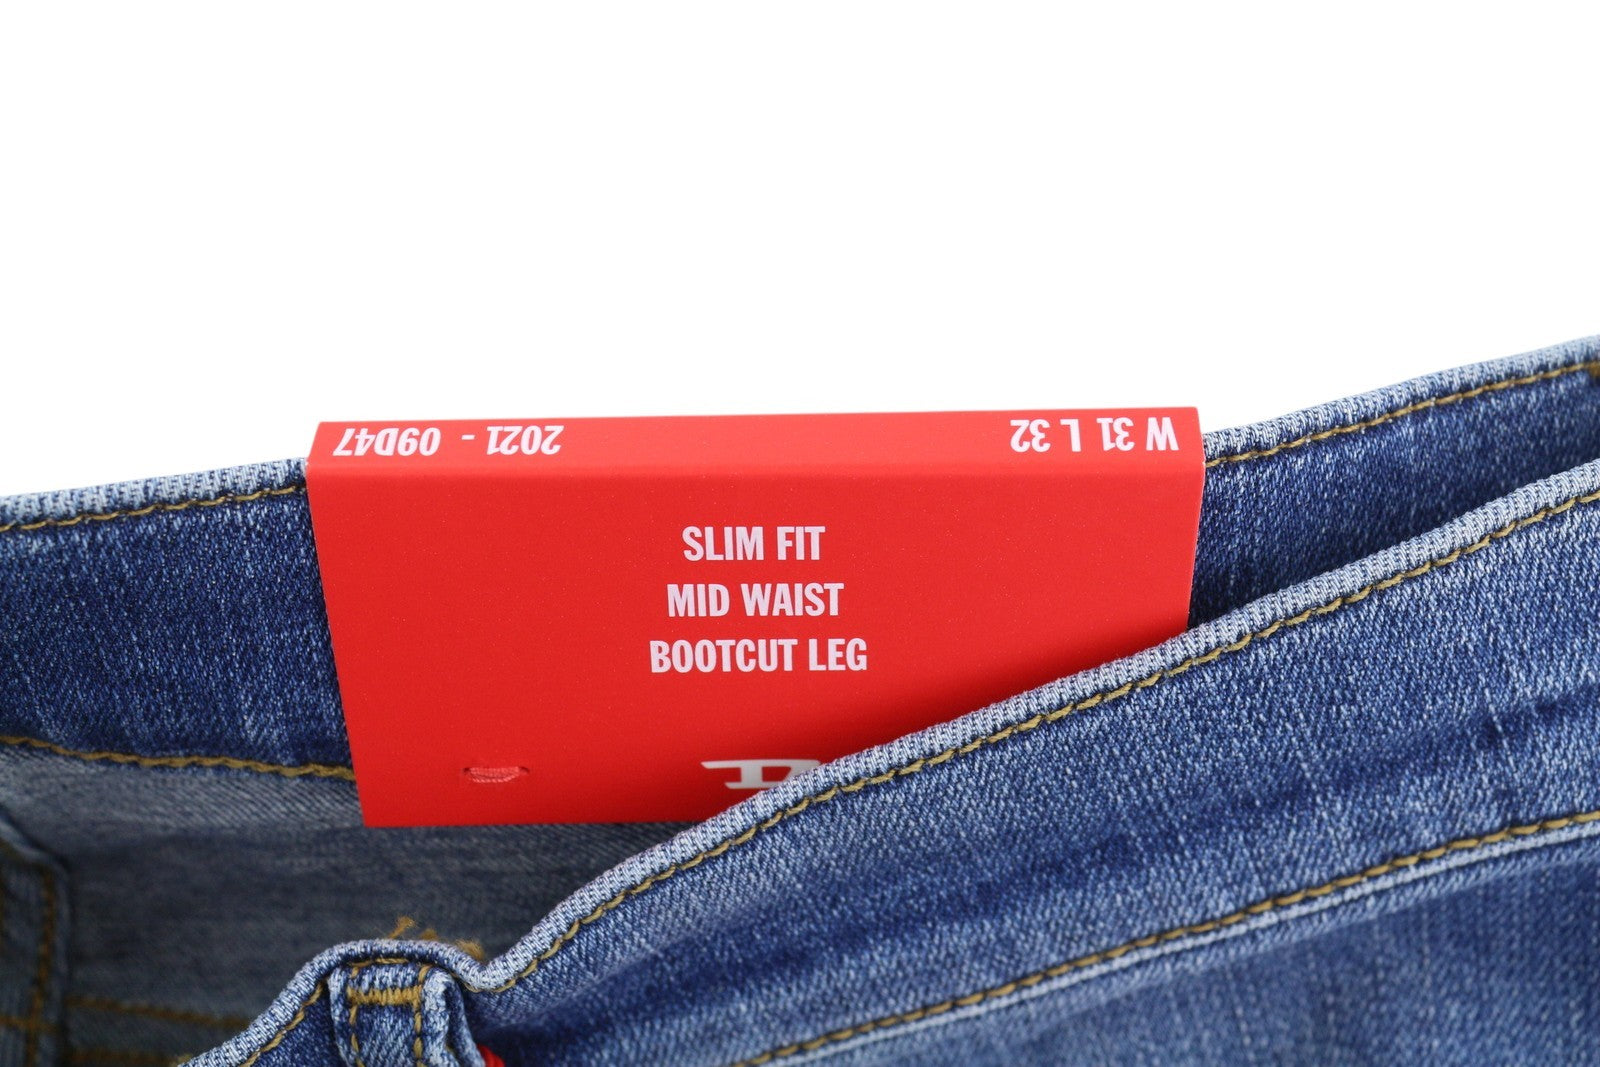 W 31 L 32 2021 - 09D47
SLIM FIT
MID WAIST
BOOTCUT LEG